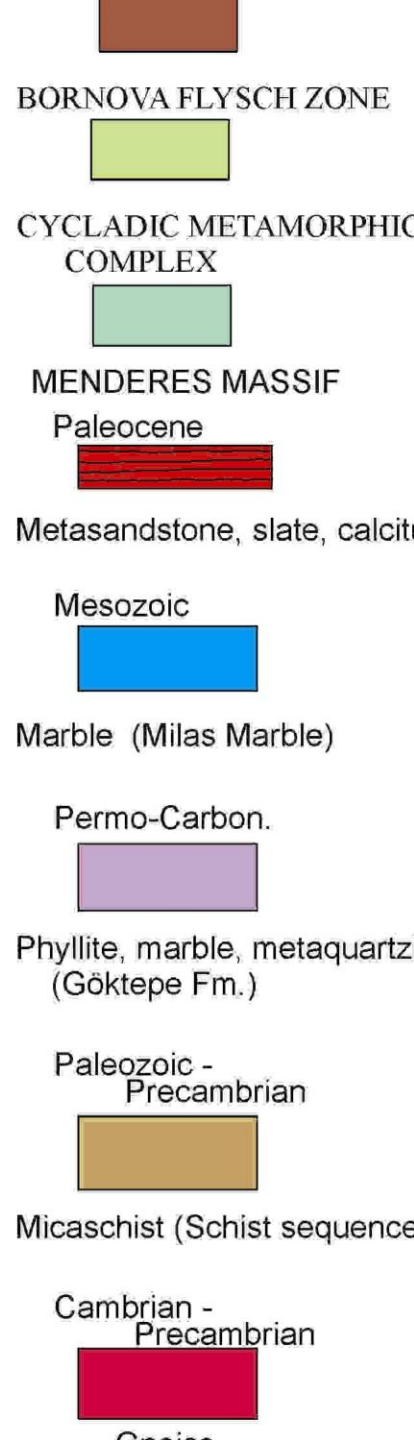 BORNOVA FLYSCH ZONE
CYCLADIC METAMORPHIC
COMPLEX
MENDERES MASSIF
Paleocene
Metasandstone, slate,
Mesozoic
Marble (Milas Marble)
Permo-Carbon.
Phyllite, marble,
(Göktepe Fm.)
Paleozoic -
Precambrian
Micaschist (Schist sequence
Cambrian -
Precambrian